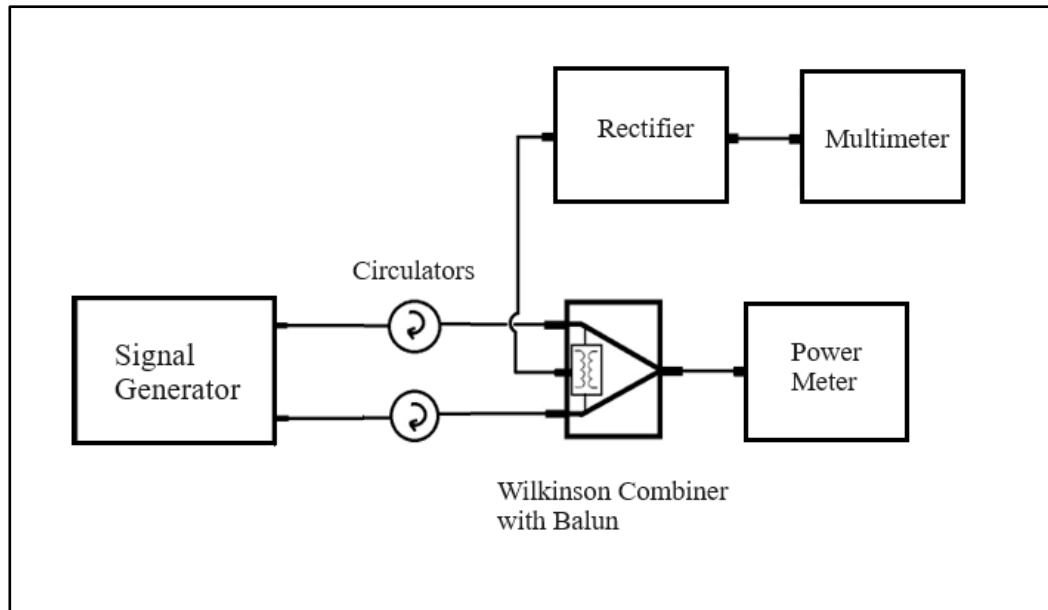 Rectifier
Multimeter
Circulators
Signal
Generator
Power
Meter
Wilkinson Combiner
with Balun